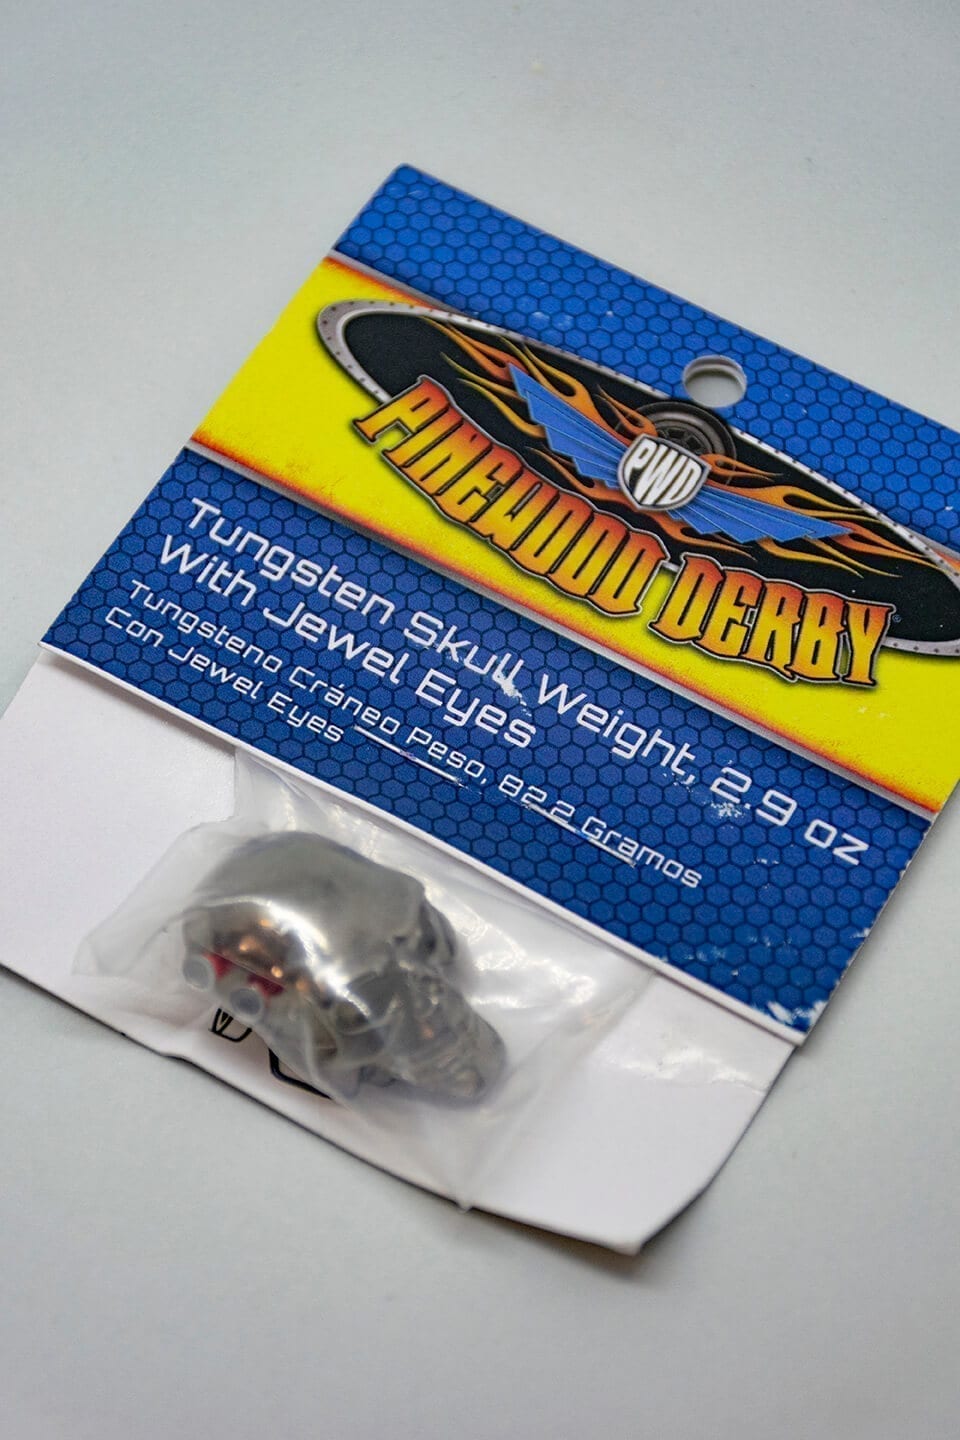 PWD
PINEWOOD DERBY
Tungsten Skull Weight, 2.9 oz
With Jewel Eyes
Tungsteno Cráneo Peso, 82.2 Gramos
Con Jewel Eyes